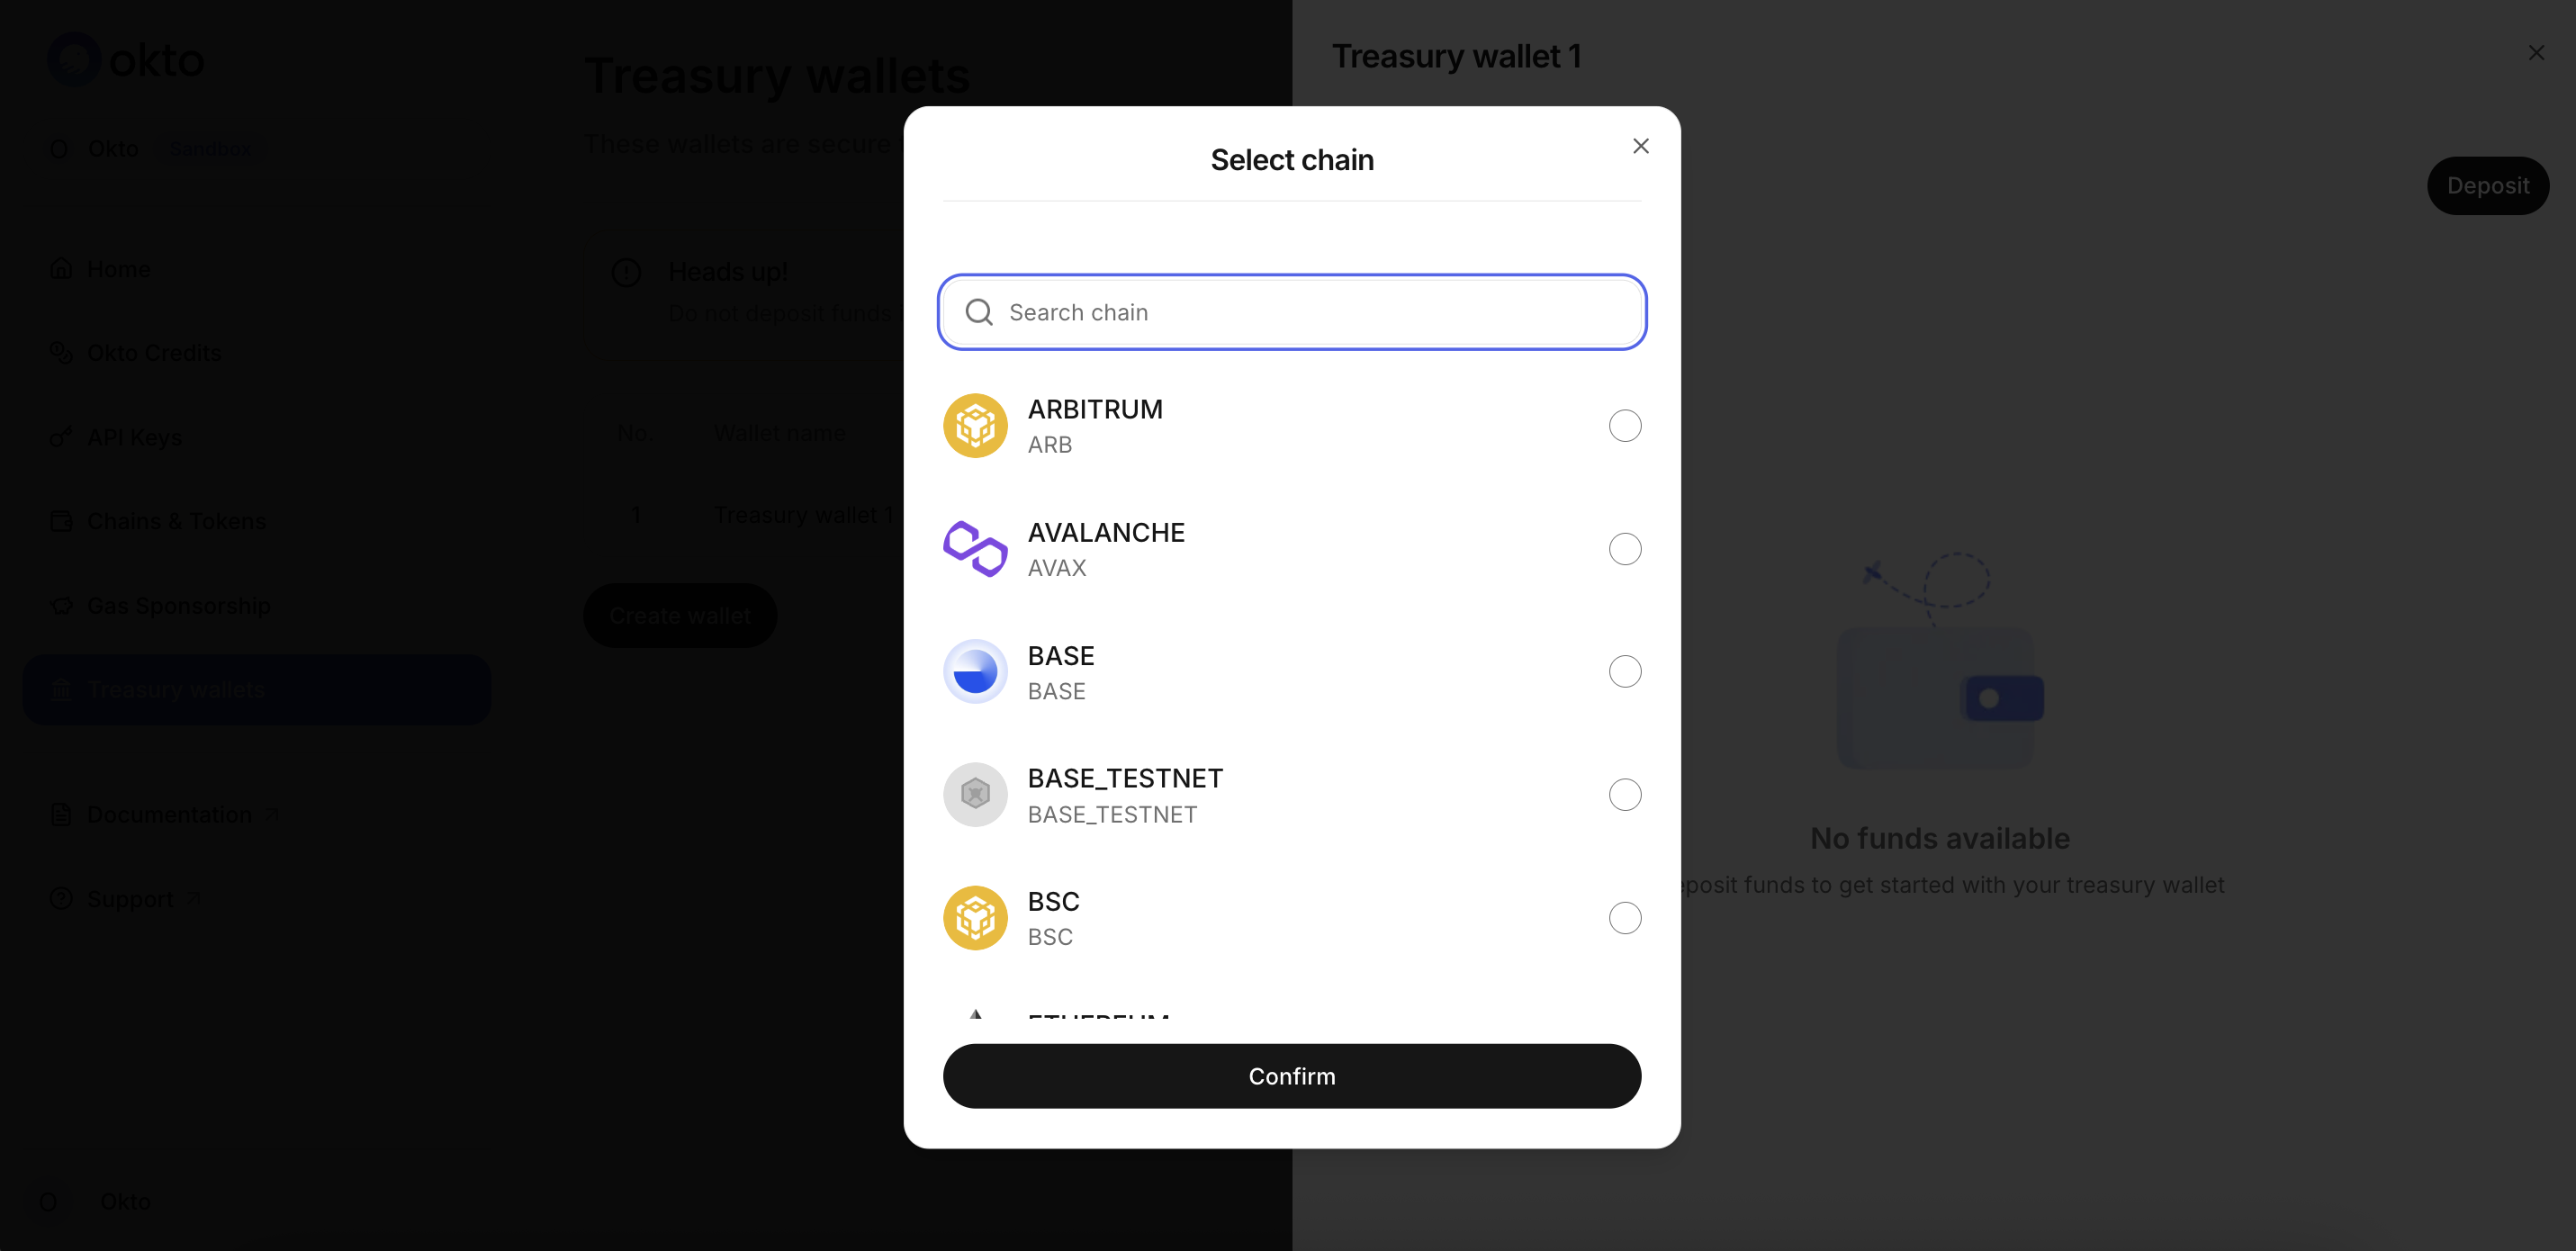 okto
Okto Sandbox
Home
Okto Credits
API Keys
Chains & Tokens
Gas Sponsorship
Treasury wallets
Documentation
Support
Okto
Treasury wallets
These wallets are secure
Heads up!
Do not deposit funds
No. Wallet name
1 Treasury wallet 1
Create wallet
Select chain
Search chain
ARBITRUM
ARB
AVALANCHE
AVAX
BASE
BASE
BASE_TESTNET
BASE_TESTNET
BSC
BSC
ETHEREUM
Confirm
Treasury wallet 1
Deposit
No funds available
eposit funds to get started with your treasury wallet